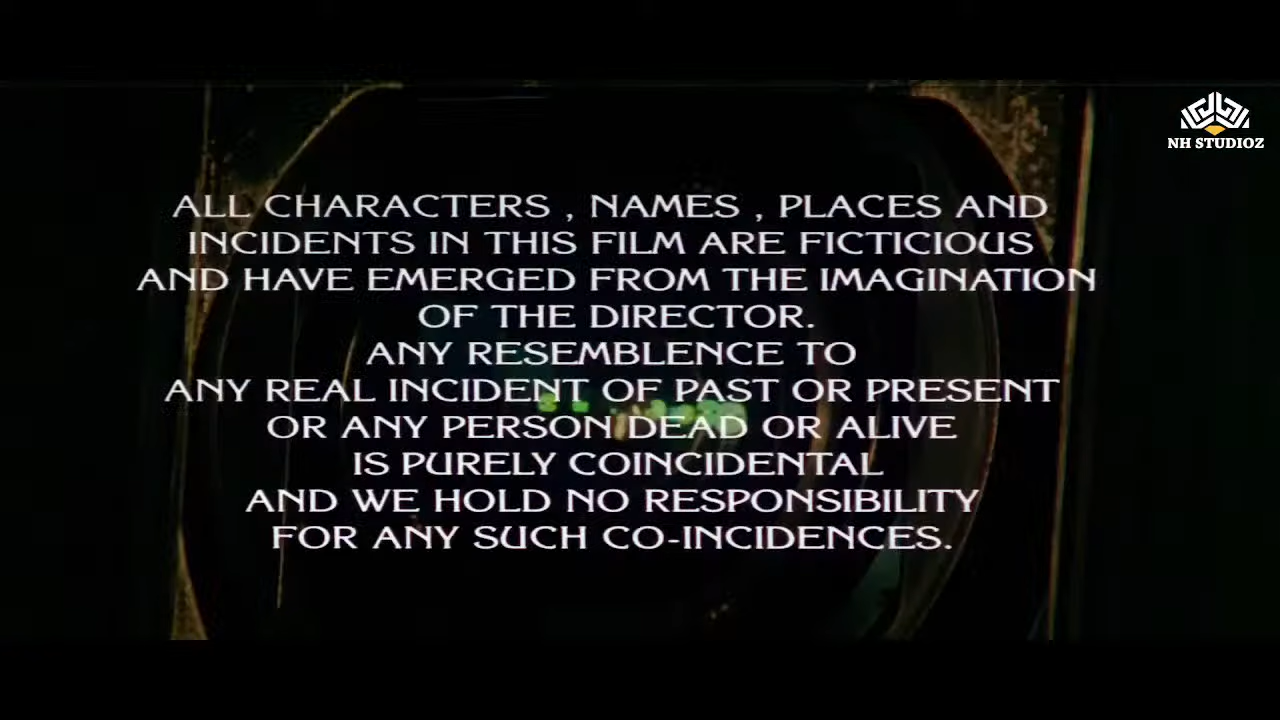 NH STUDIOZ
ALL CHARACTERS , NAMES , PLACES AND
INCIDENTS IN THIS FILM ARE FICTICIOUS
AND HAVE EMERGED FROM THE IMAGINATION
OF THE DIRECTOR.
ANY RESEMBLENCE TO
ANY REAL INCIDENT OF PAST OR PRESENT
OR ANY PERSON DEAD OR ALIVE
IS PURELY COINCIDENTAL
AND WE HOLD NO RESPONSIBILITY
FOR ANY SUCH CO-INCIDENCES.